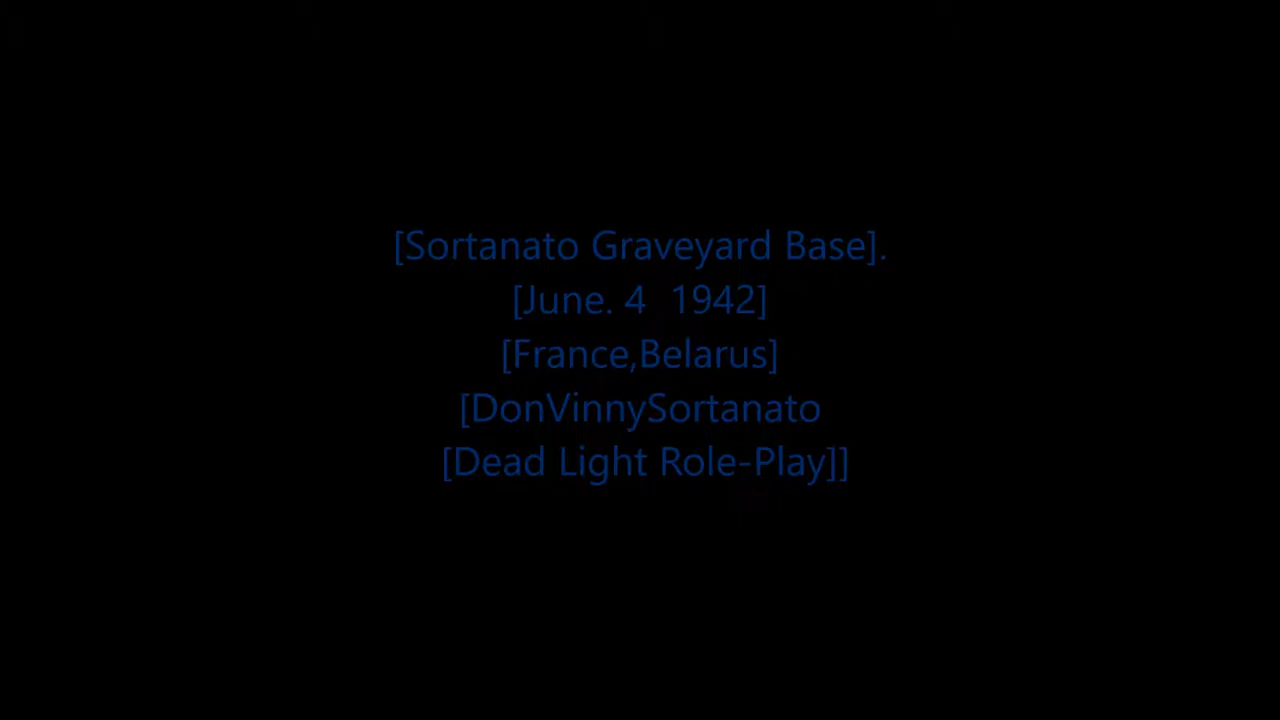 [Sortanato Graveyard Base].
[June. 4  1942]
[France,Belarus]
[DonVinnySortanato
[Dead Light Role-Play]]